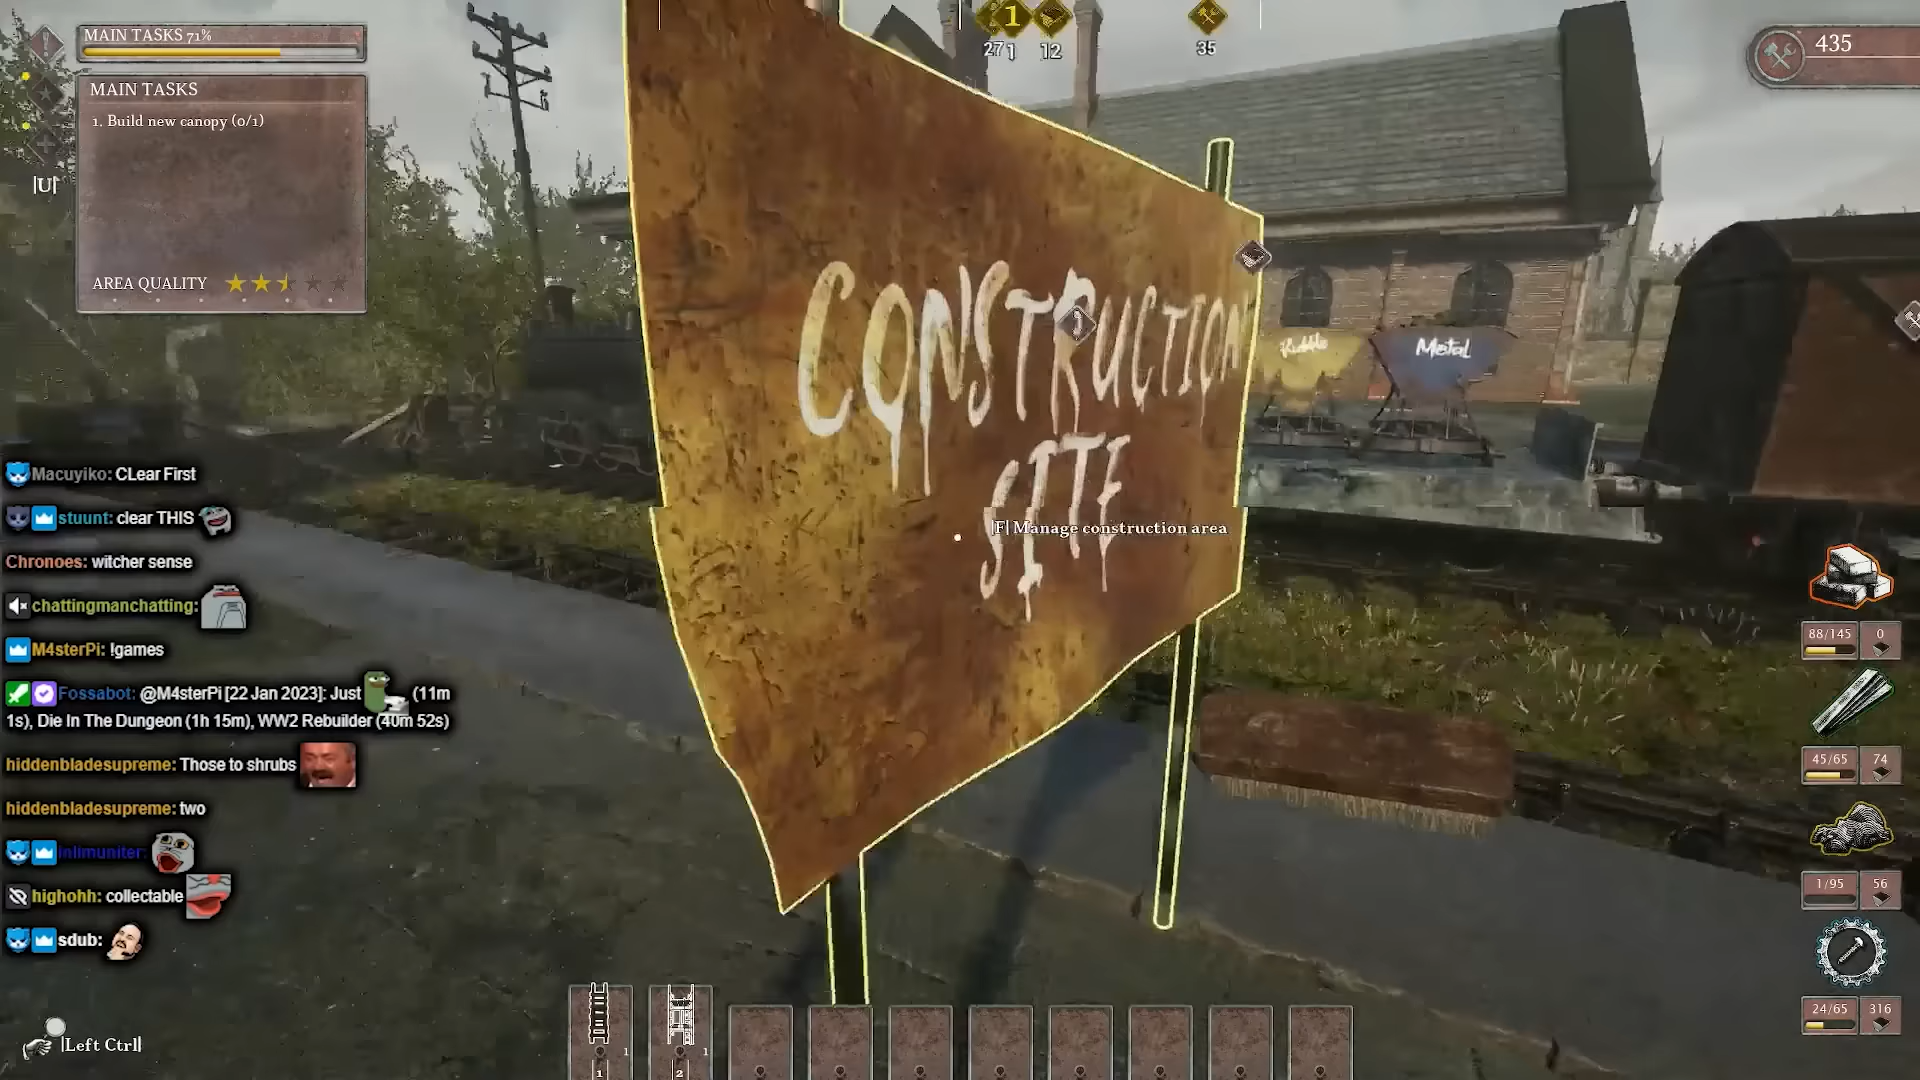 MAIN TASKS 71%
MAIN TASKS
1. Build new canopy (0/1)
AREA QUALITY
|U|
1
271
12
35
435
CONSTRUCTION
SITE
|F| Manage construction area
Rubble
Metal
Macuyiko: CLear First
stuunt: clear THIS
Chronoes: witcher sense
chattingmanchatting:
M4sterPi: !games
Fossabot: @M4sterPi [22 Jan 2023]: Just (11m
1s), Die In The Dungeon (1h 15m), WW2 Rebuilder (40m 52s)
hiddenbladesupreme: Those to shrubs
hiddenbladesupreme: two
inlimuniter:
highohh: collectable
sdub:
|Left Ctrl|
1
1
1
2
88/145 0
45/65 74
1/95 56
24/65 316